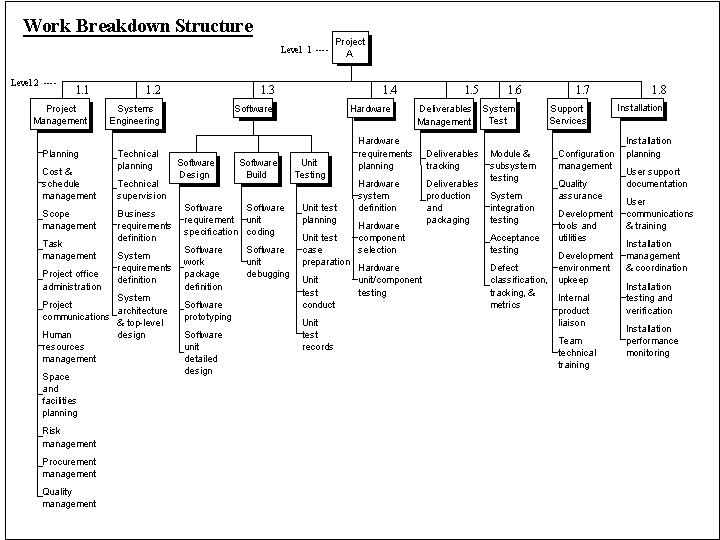 Work Breakdown Structure
Level 1 ----
Project
A
Level 2 ----
1.1
1.2
1.3
1.4
1.5
1.6
1.7
1.8
Project
Management
Systems
Engineering
Software
Hardware
Deliverables
Management
System
Test
Support
Services
Installation
Planning
Cost &
schedule
management
Scope
management
Task
management
Project office
administration
Project
communications
Human
resources
management
Space
and
facilities
planning
Risk
management
Procurement
management
Quality
management
Technical
planning
Technical
supervision
Business
requirements
definition
System
requirements
definition
System
architecture
& top-level
design
Software
Design
Software
requirement
specification
Software
work
package
definition
Software
prototyping
Software
unit
detailed
design
Software
Build
Software
unit
coding
Software
unit
debugging
Unit
Testing
Unit test
planning
Unit test
case
preparation
Unit
test
conduct
Unit
test
records
Hardware
requirements
planning
Hardware
system
definition
Hardware
component
selection
Hardware
unit/component
testing
Deliverables
tracking
Deliverables
production
and
packaging
Module &
subsystem
testing
System
integration
testing
Acceptance
testing
Defect
classification,
tracking, &
metrics
Configuration
management
Quality
assurance
Development
tools and
utilities
Development
environment
upkeep
Internal
product
liaison
Team
technical
training
Installation
planning
User support
documentation
User
communications
& training
Installation
management
& coordination
Installation
testing and
verification
Installation
performance
monitoring